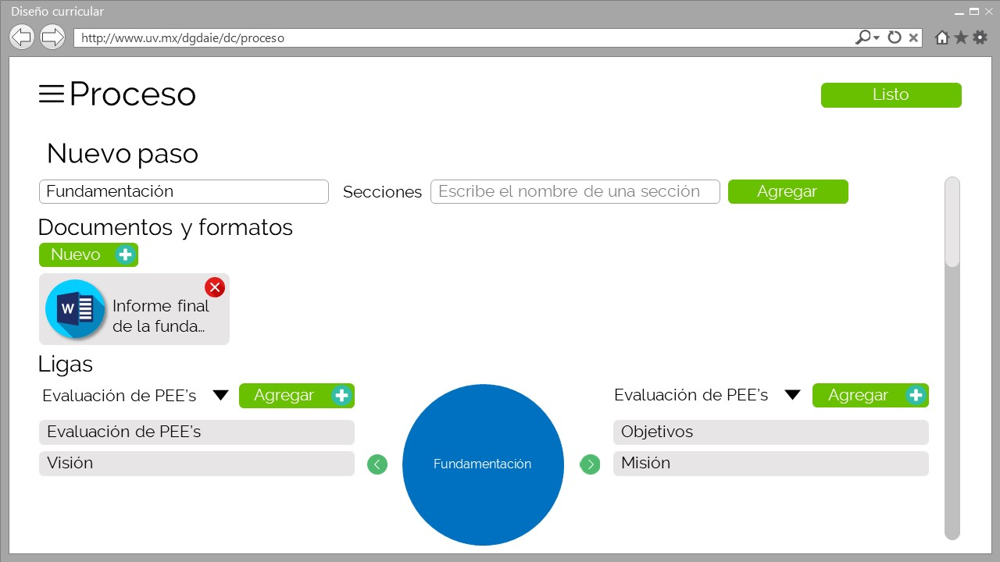 Diseño curricular
http://www.uv.mx/dgdaie/dc/proceso
Proceso
Listo
Nuevo paso
Fundamentación
Secciones
Escribe el nombre de una sección
Agregar
Documentos y formatos
Nuevo
W
Informe final
de la funda...
Ligas
Evaluación de PEE's
Agregar
Evaluación de PEE's
Agregar
Evaluación de PEE's
Visión
Fundamentación
Objetivos
Misión